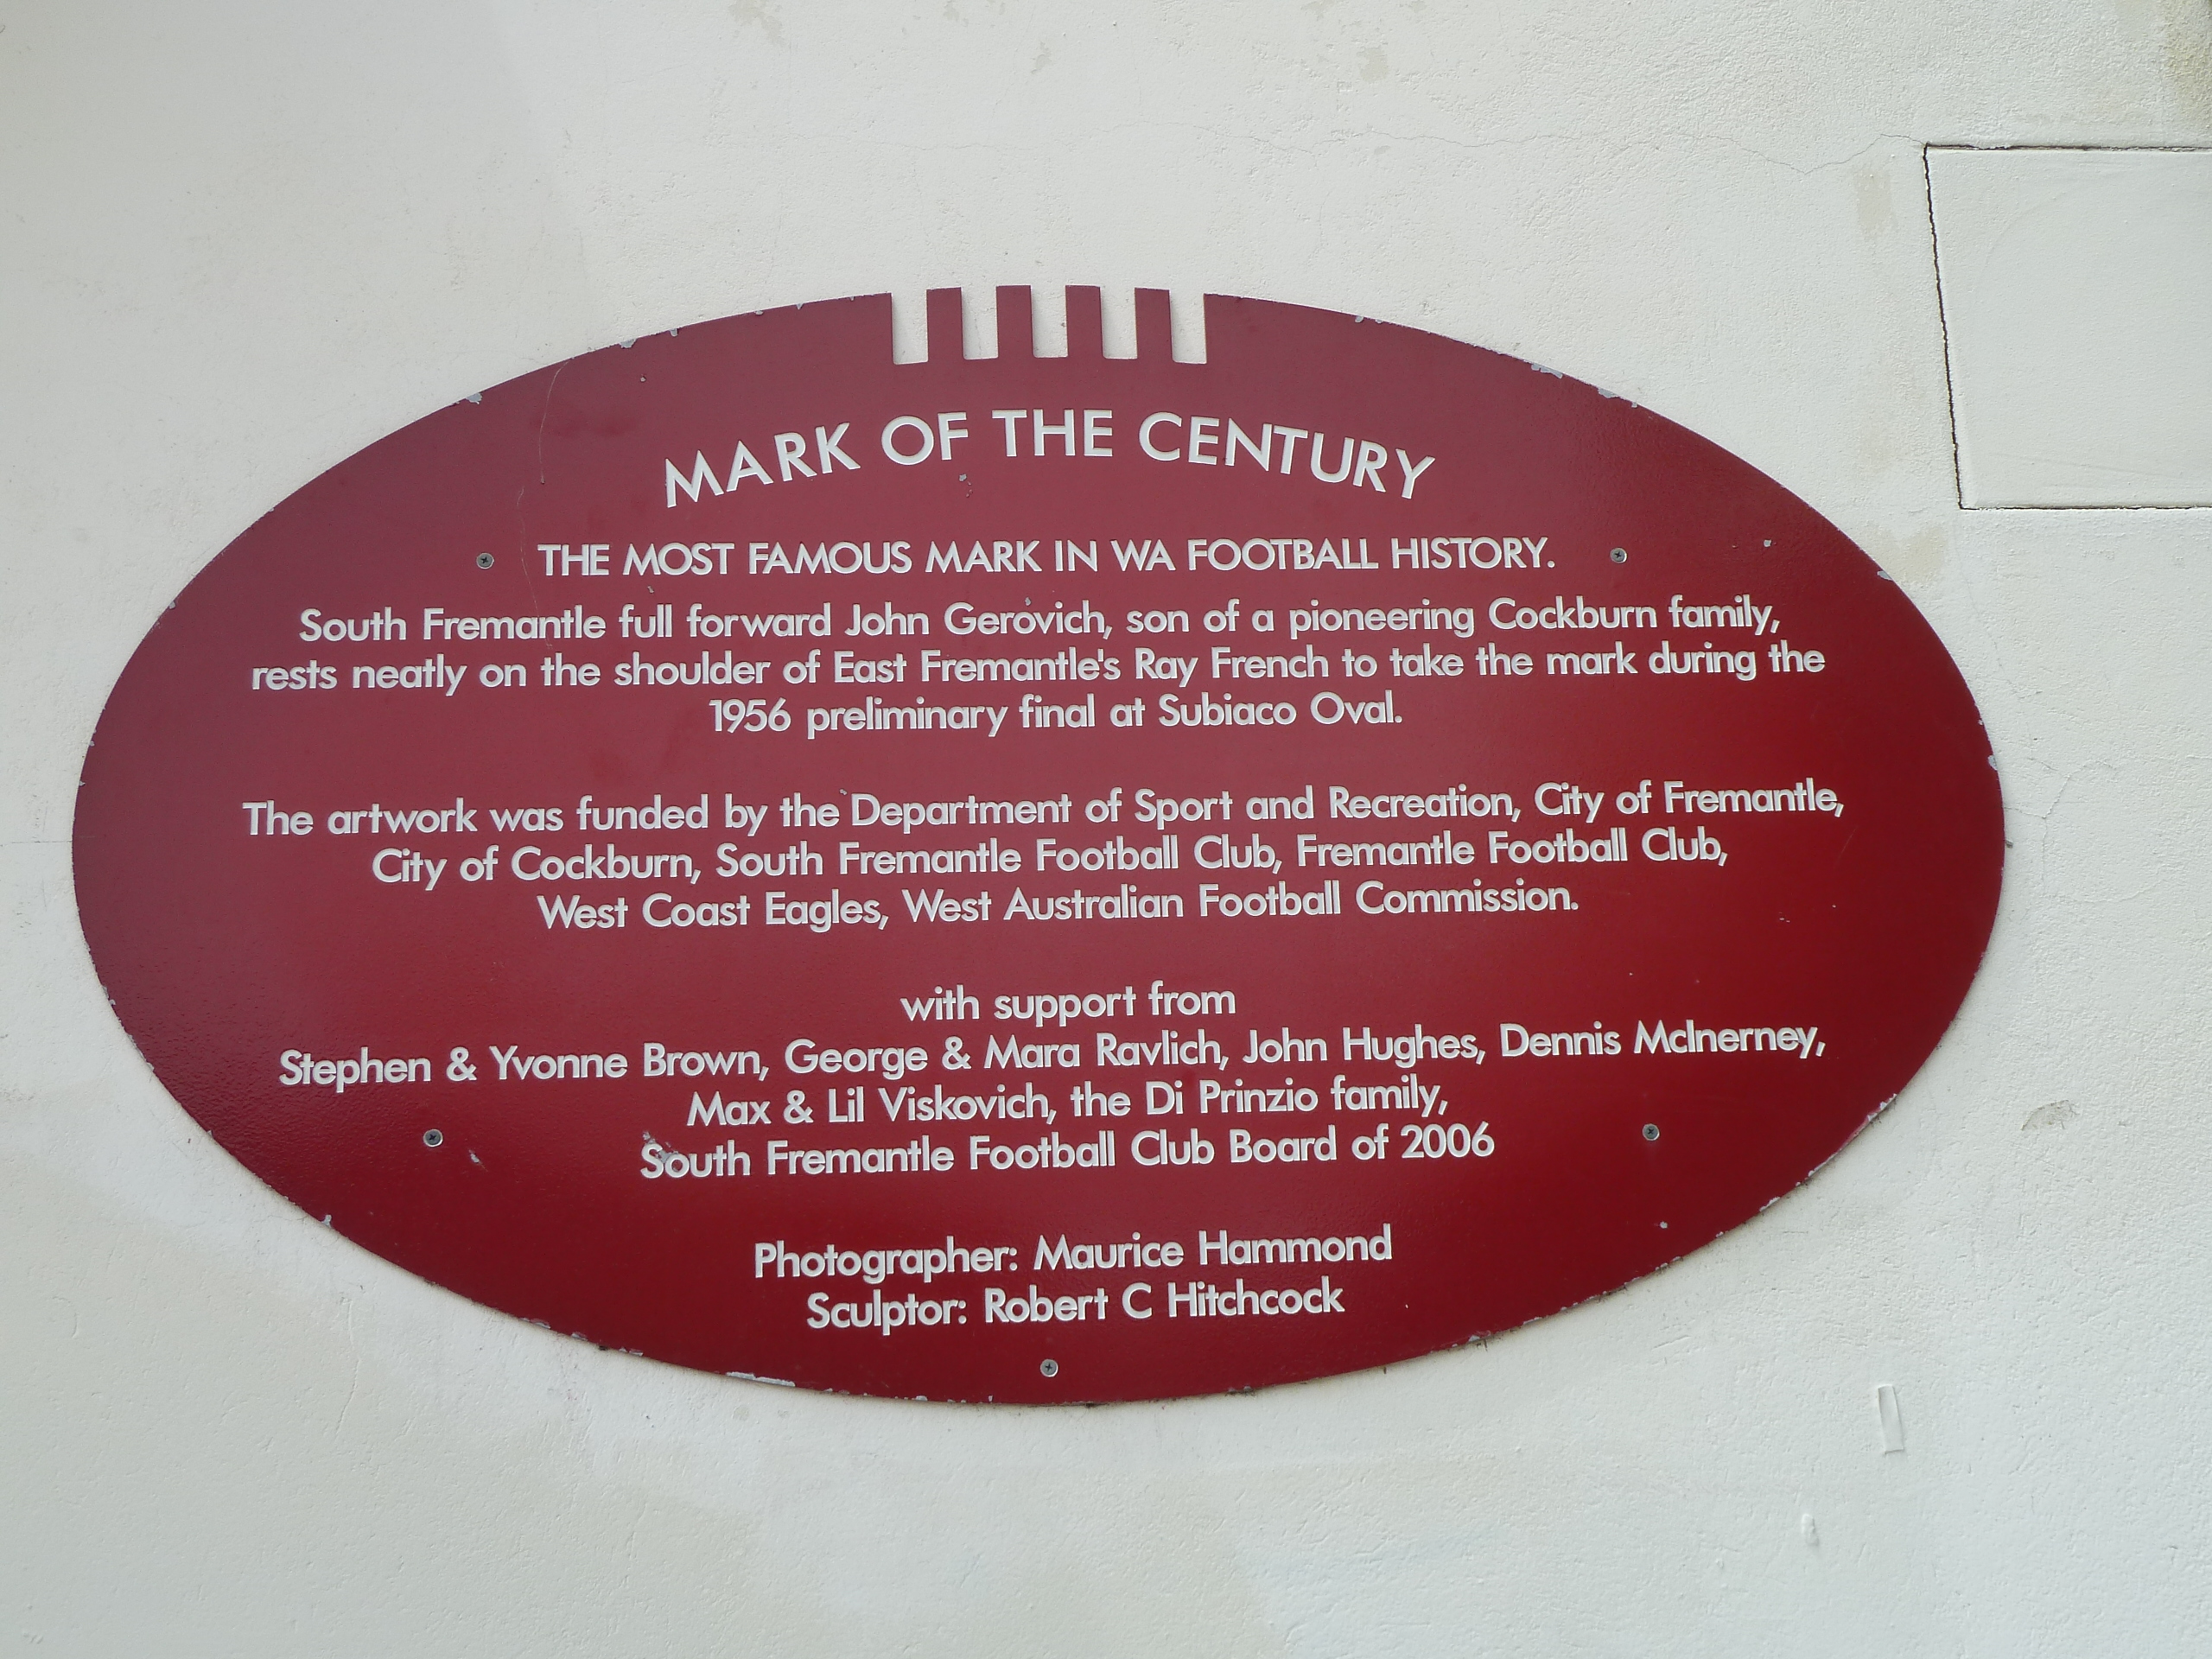 MARK OF THE CENTURY
THE MOST FAMOUS MARK IN WA FOOTBALL HISTORY.
South Fremantle full forward John Gerovich, son of a pioneering Cockburn family,
rests neatly on the shoulder of East Fremantle's Ray French to take the mark during the
1956 preliminary final at Subiaco Oval.
The artwork was funded by the Department of Sport and Recreation, City of Fremantle,
City of Cockburn, South Fremantle Football Club, Fremantle Football Club,
West Coast Eagles, West Australian Football Commission.
with support from
Stephen & Yvonne Brown, George & Mara Ravlich, John Hughes, Dennis McInerney,
Max & Lil Viskovich, the Di Prinzio family,
South Fremantle Football Club Board of 2006
Photographer: Maurice Hammond
Sculptor: Robert C Hitchcock